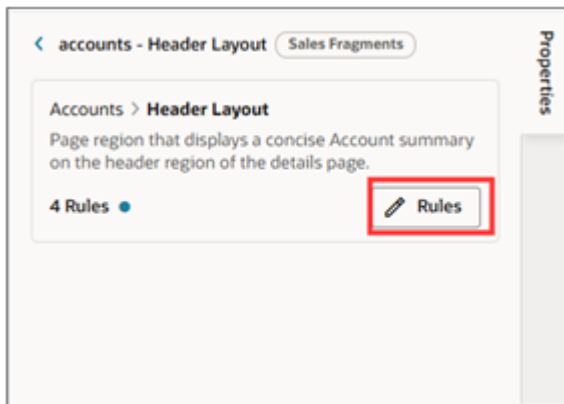 accounts - Header Layout Sales Fragments
Properties
Accounts > Header Layout
Page region that displays a concise Account summary
on the header region of the details page.
4 Rules
Rules